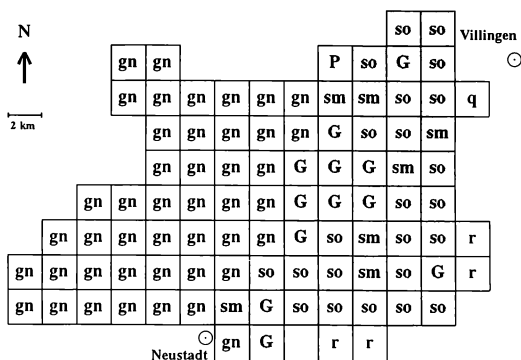 so so
N Villingen
gn gn P so G so
gn gn gn gn gn gn sm sm so so q
2 km
gn gn gn gn gn G so so sm
gn gn gn gn G G G sm so
gn gn gn gn gn gn G G G so so
gn gn gn gn gn gn gn G so sm so so r
gn gn gn gn gn gn gn so so so sm so G r
gn gn gn gn gn gn sm G so so so so so
Neustadt gn G r r